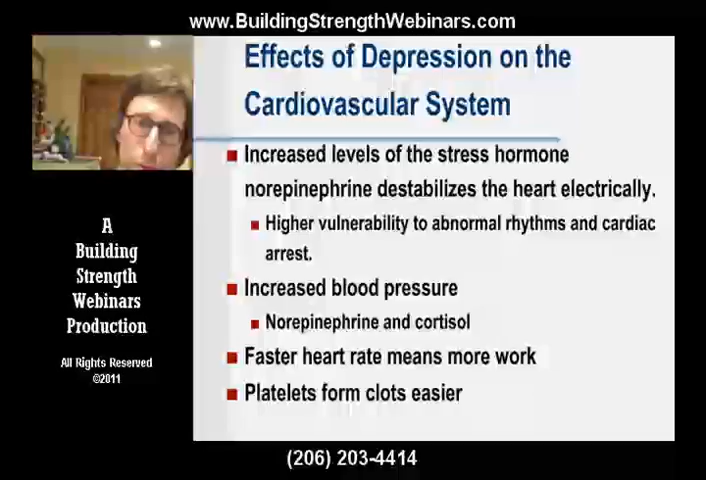 www.BuildingStrengthWebinars.com
Effects of Depression on the
Cardiovascular System
Increased levels of the stress hormone
norepinephrine destabilizes the heart electrically.
Higher vulnerability to abnormal rhythms and cardiac
arrest.
Increased blood pressure
Norepinephrine and cortisol
Faster heart rate means more work
Platelets form clots easier
A
Building
Strength
Webinars
Production
All Rights Reserved
©2011
(206) 203-4414